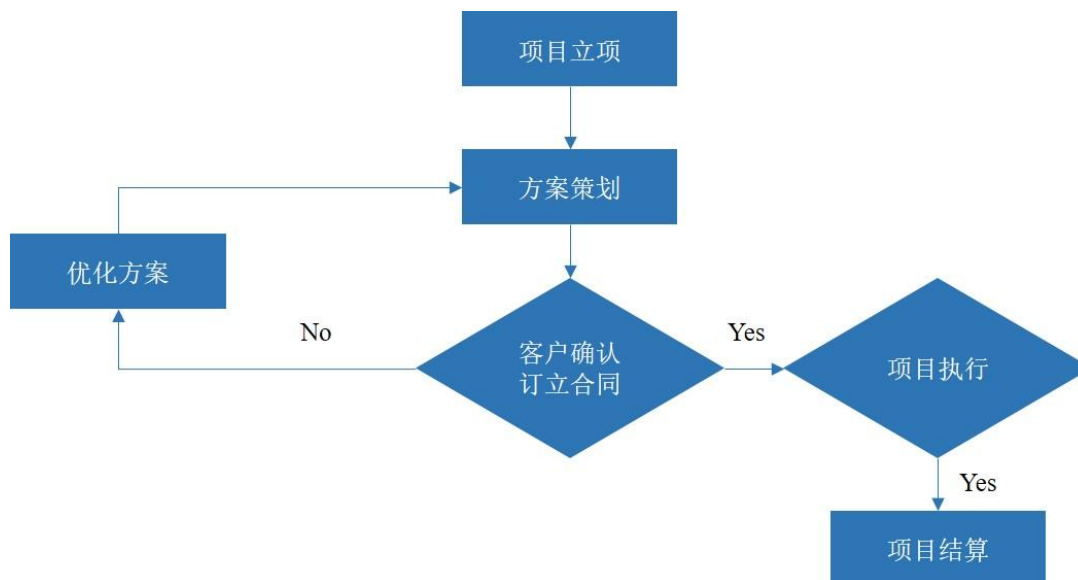 项目立项
方案策划
优化方案
No
客户确认
订立合同
Yes
项目执行
Yes
项目结算